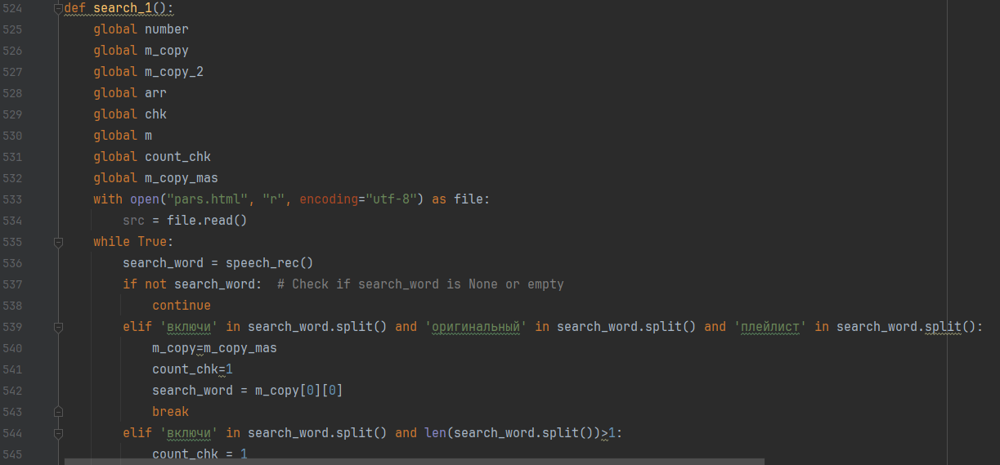 524 def search_1():
525     global number
526     global m_copy
527     global m_copy_2
528     global arr
529     global chk
530     global m
531     global count_chk
532     global m_copy_mas
533     with open("pars.html", "r", encoding="utf-8") as file:
534         src = file.read()
535     while True:
536         search_word = speech_rec()
537         if not search_word:  # Check if search_word is None or empty
538             continue
539         elif 'включи' in search_word.split() and 'оригинальный' in search_word.split() and 'плейлист' in search_word.split():
540             m_copy=m_copy_mas
541             count_chk=1
542             search_word = m_copy[0][0]
543             break
544         elif 'включи' in search_word.split() and len(search_word.split())>1:
545             count_chk = 1